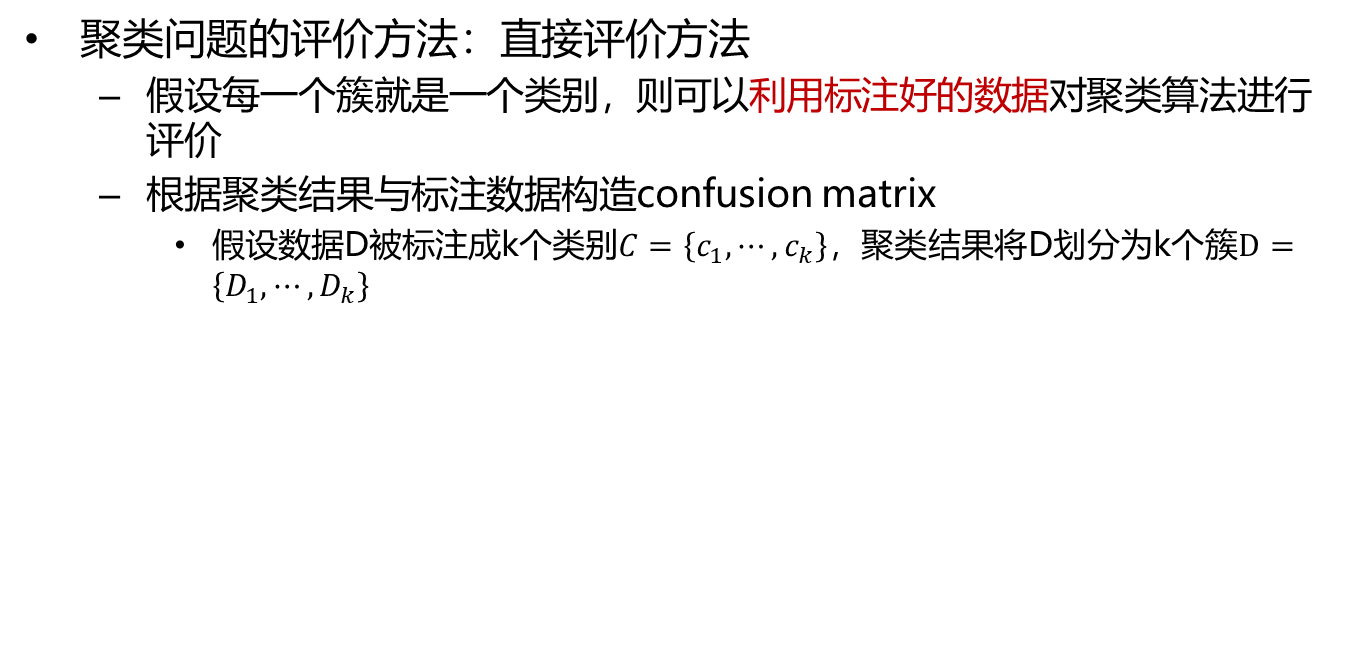 • 聚类问题的评价方法：直接评价方法
– 假设每一个簇就是一个类别，则可以利用标注好的数据对聚类算法进行
评价
– 根据聚类结果与标注数据构造confusion matrix
• 假设数据D被标注成k个类别𝐶 = {𝑐₁, ⋯ , 𝑐ₖ}，聚类结果将D划分为k个簇D =
{𝐷₁, ⋯ , 𝐷ₖ}